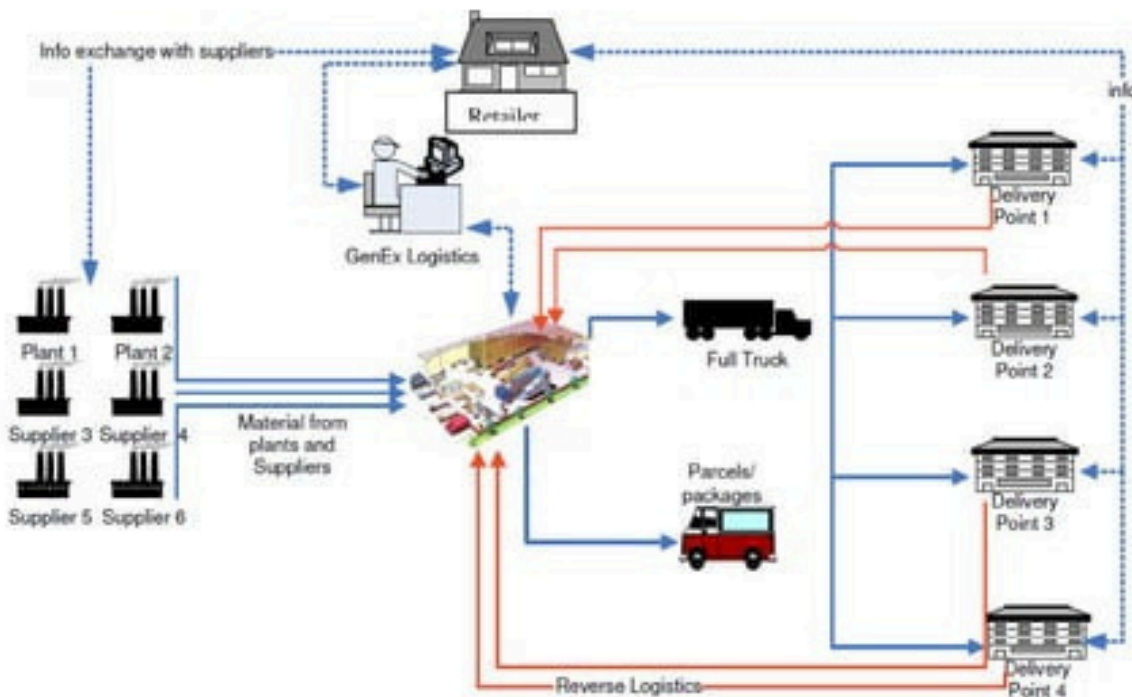 Info exchange with suppliers
Retailer
info
GenEx Logistics
Delivery
Point 1
Plant 1
Plant 2
Full Truck
Delivery
Point 2
Supplier 3
Supplier 4
Material from
plants and
Suppliers
Parcels/
packages
Delivery
Point 3
Supplier 5
Supplier 6
Delivery
Point 4
Reverse Logistics